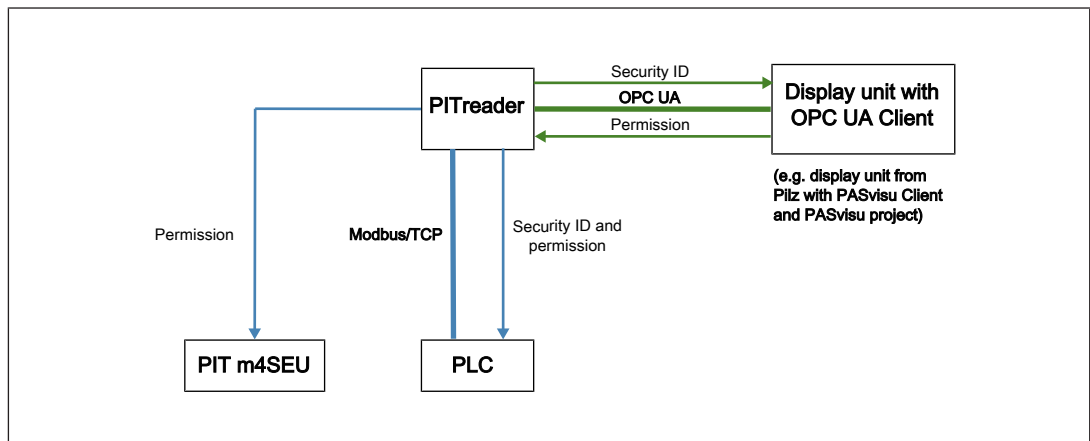 Security ID
OPC UA
Permission
PITreader
Display unit with
OPC UA Client
(e.g. display unit from
Pilz with PASvisu Client
and PASvisu project)
Permission
Modbus/TCP
Security ID and
permission
PIT m4SEU
PLC